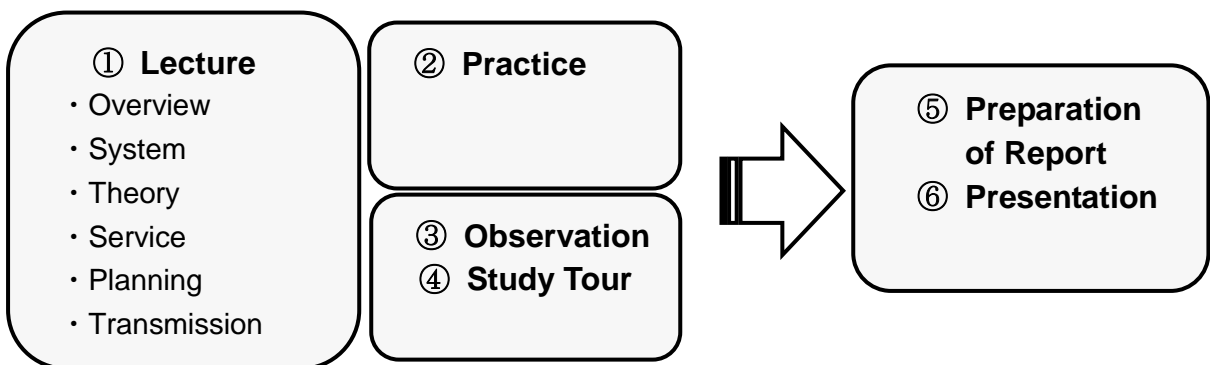 ① Lecture
・Overview
・System
・Theory
・Service
・Planning
・Transmission
② Practice
③ Observation
④ Study Tour
⑤ Preparation
of Report
⑥ Presentation